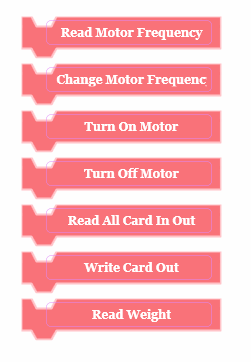 Read Motor Frequency
Change Motor Frequenc
Turn On Motor
Turn Off Motor
Read All Card In Out
Write Card Out
Read Weight